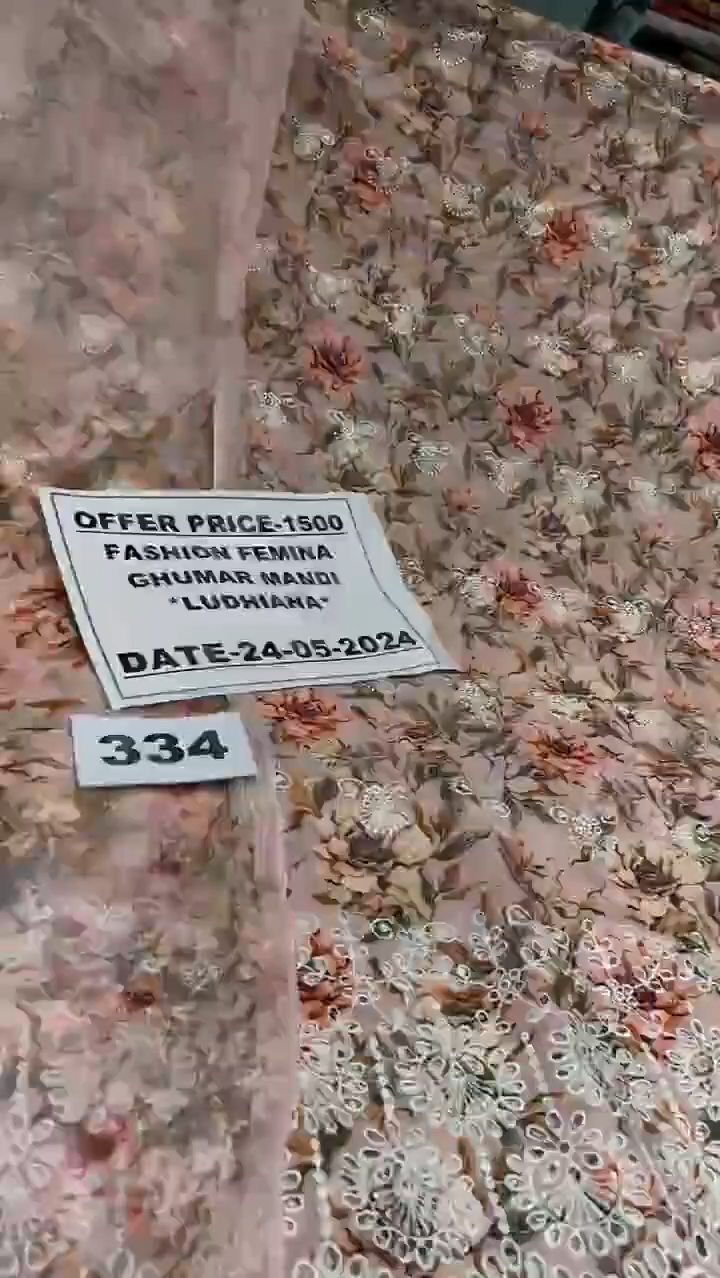 OFFER PRICE-1500
FASHION FEMINA
GHUMAR MANDI
*LUDHIANA*
DATE-24-05-2024
334